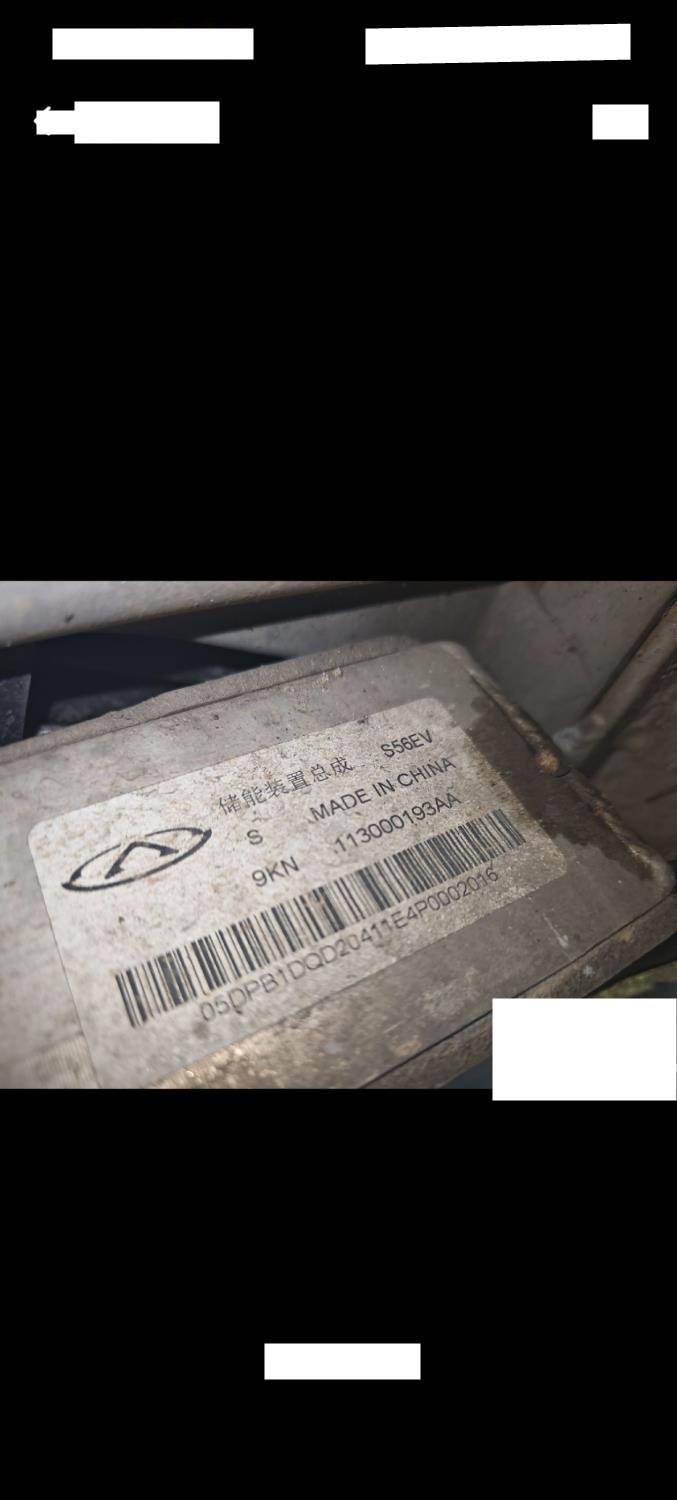 储能装置总成 S56EV
S MADE IN CHINA
9KN 113000193AA
05DPB1DQD20411E4P0002016